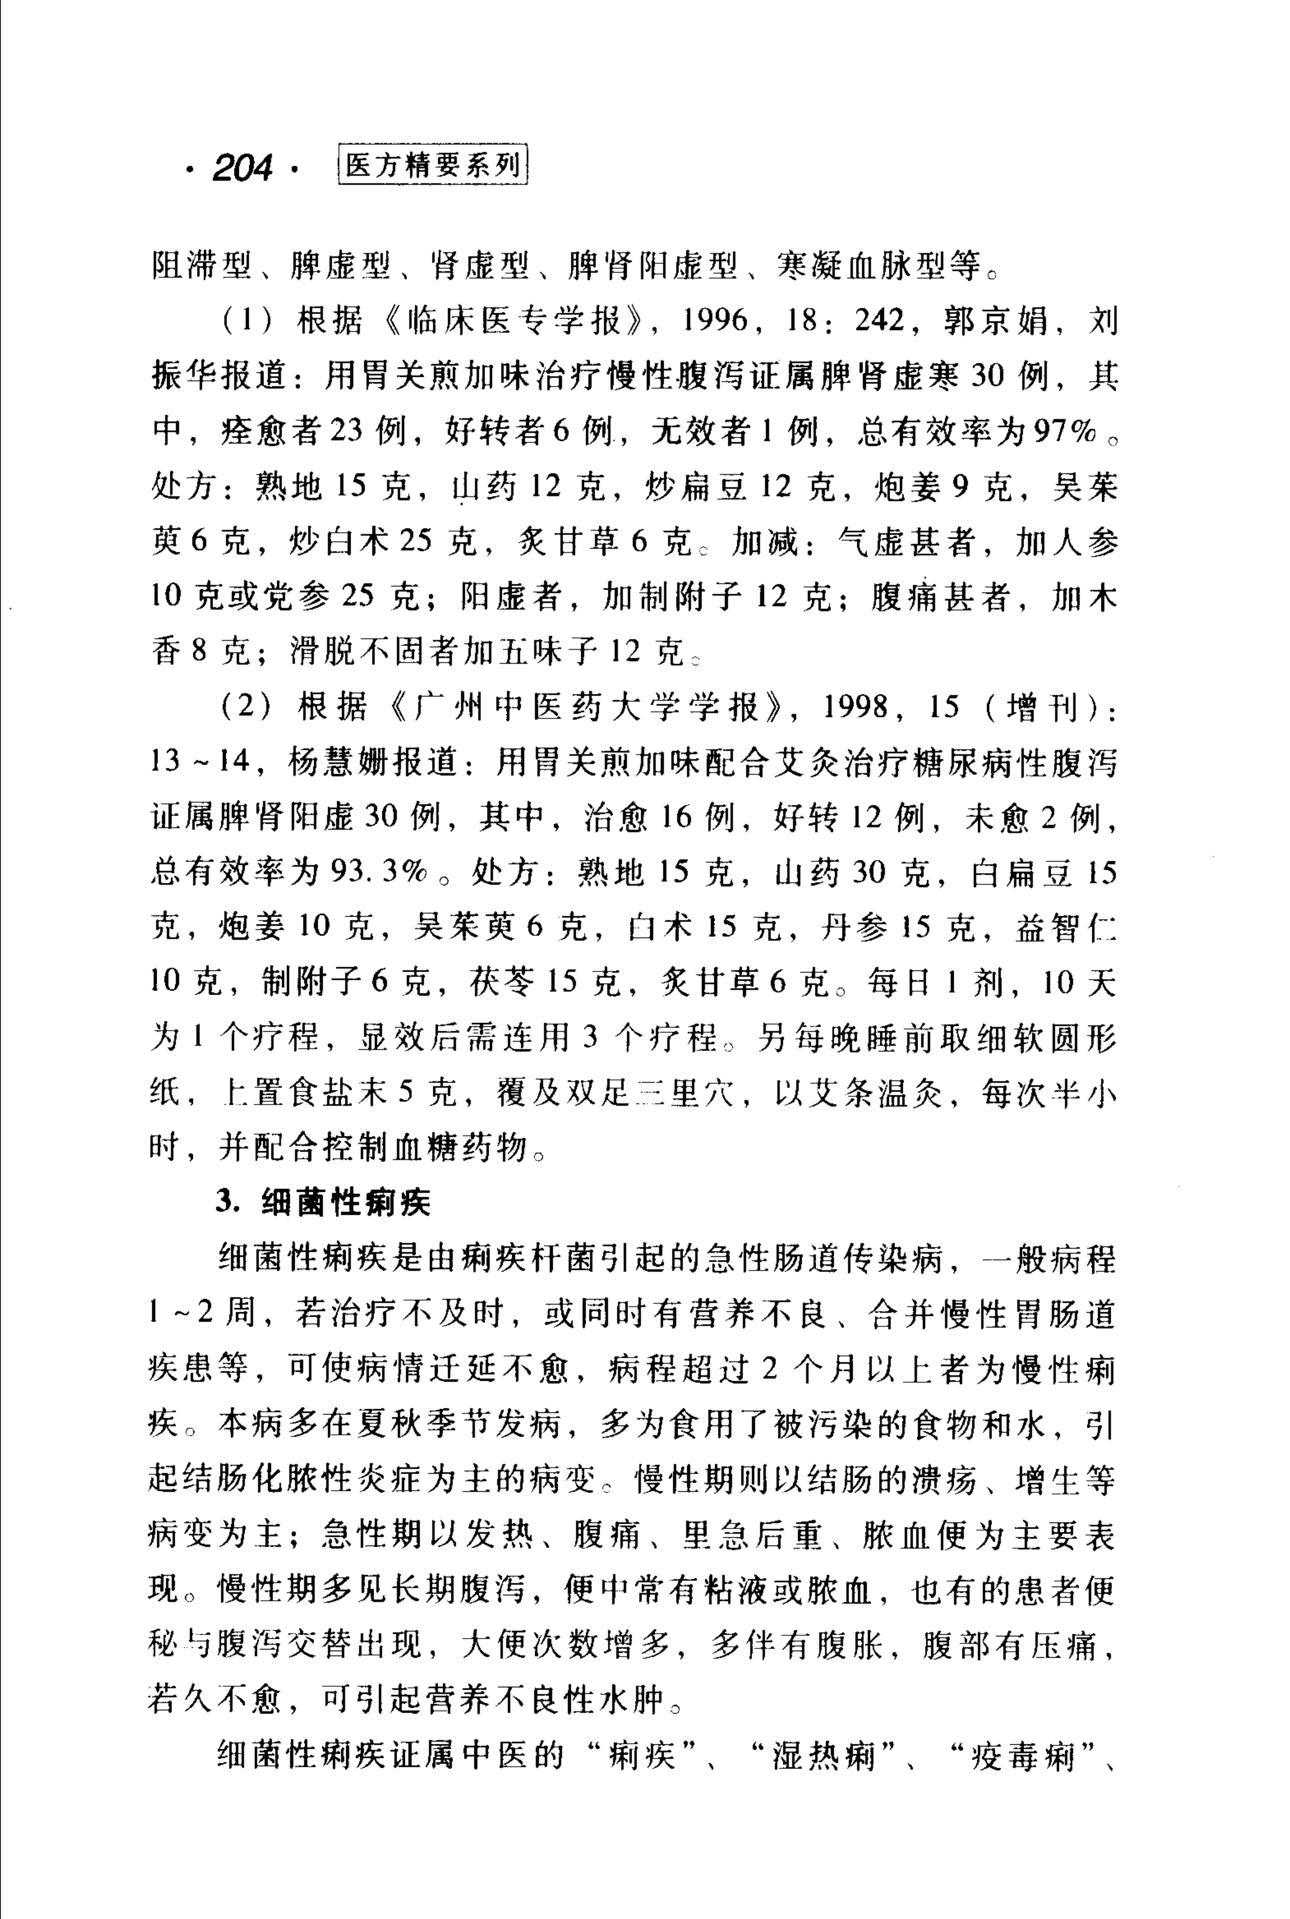 ·204· 医方精要系列
阻滞型、脾虚型、肾虚型、脾肾阳虚型、寒凝血脉型等。
(1) 根据《临床医专学报》, 1996, 18: 242, 郭京娟, 刘
振华报道: 用胃关煎加味治疗慢性腹泻证属脾肾虚寒 30 例, 其
中, 痊愈者 23 例, 好转者 6 例, 无效者 1 例, 总有效率为 97%。
处方: 熟地 15 克, 山药 12 克, 炒扁豆 12 克, 炮姜 9 克, 吴茱
萸 6 克, 炒白术 25 克, 炙甘草 6 克。加减: 气虚甚者, 加人参
10 克或党参 25 克; 阳虚者, 加制附子 12 克; 腹痛甚者, 加木
香 8 克; 滑脱不固者加五味子 12 克。
(2) 根据《广州中医药大学学报》, 1998, 15 (增刊):
13~14, 杨慧姗报道: 用胃关煎加味配合艾灸治疗糖尿病性腹泻
证属脾肾阳虚 30 例, 其中, 治愈 16 例, 好转 12 例, 未愈 2 例,
总有效率为 93.3%。处方: 熟地 15 克, 山药 30 克, 白扁豆 15
克, 炮姜 10 克, 吴茱萸 6 克, 白术 15 克, 丹参 15 克, 益智仁
10 克, 制附子 6 克, 茯苓 15 克, 炙甘草 6 克。每日 1 剂, 10 天
为 1 个疗程, 显效后需连用 3 个疗程。另每晚睡前取细软圆形
纸, 上置食盐末 5 克, 覆及双足三里穴, 以艾条温灸, 每次半小
时, 并配合控制血糖药物。
3. 细菌性痢疾
细菌性痢疾是由痢疾杆菌引起的急性肠道传染病, 一般病程
1~2 周, 若治疗不及时, 或同时有营养不良、合并慢性胃肠道
疾患等, 可使病情迁延不愈, 病程超过 2 个月以上者为慢性痢
疾。本病多在夏秋季节发病, 多为食用了被污染的食物和水, 引
起结肠化脓性炎症为主的病变。慢性期则以结肠的溃疡、增生等
病变为主; 急性期以发热、腹痛、里急后重、脓血便为主要表
现。慢性期多见长期腹泻, 便中常有粘液或脓血, 也有的患者便
秘与腹泻交替出现, 大便次数增多, 多伴有腹胀, 腹部有压痛,
若久不愈, 可引起营养不良性水肿。
细菌性痢疾证属中医的“痢疾”、“湿热痢”、“疫毒痢”、